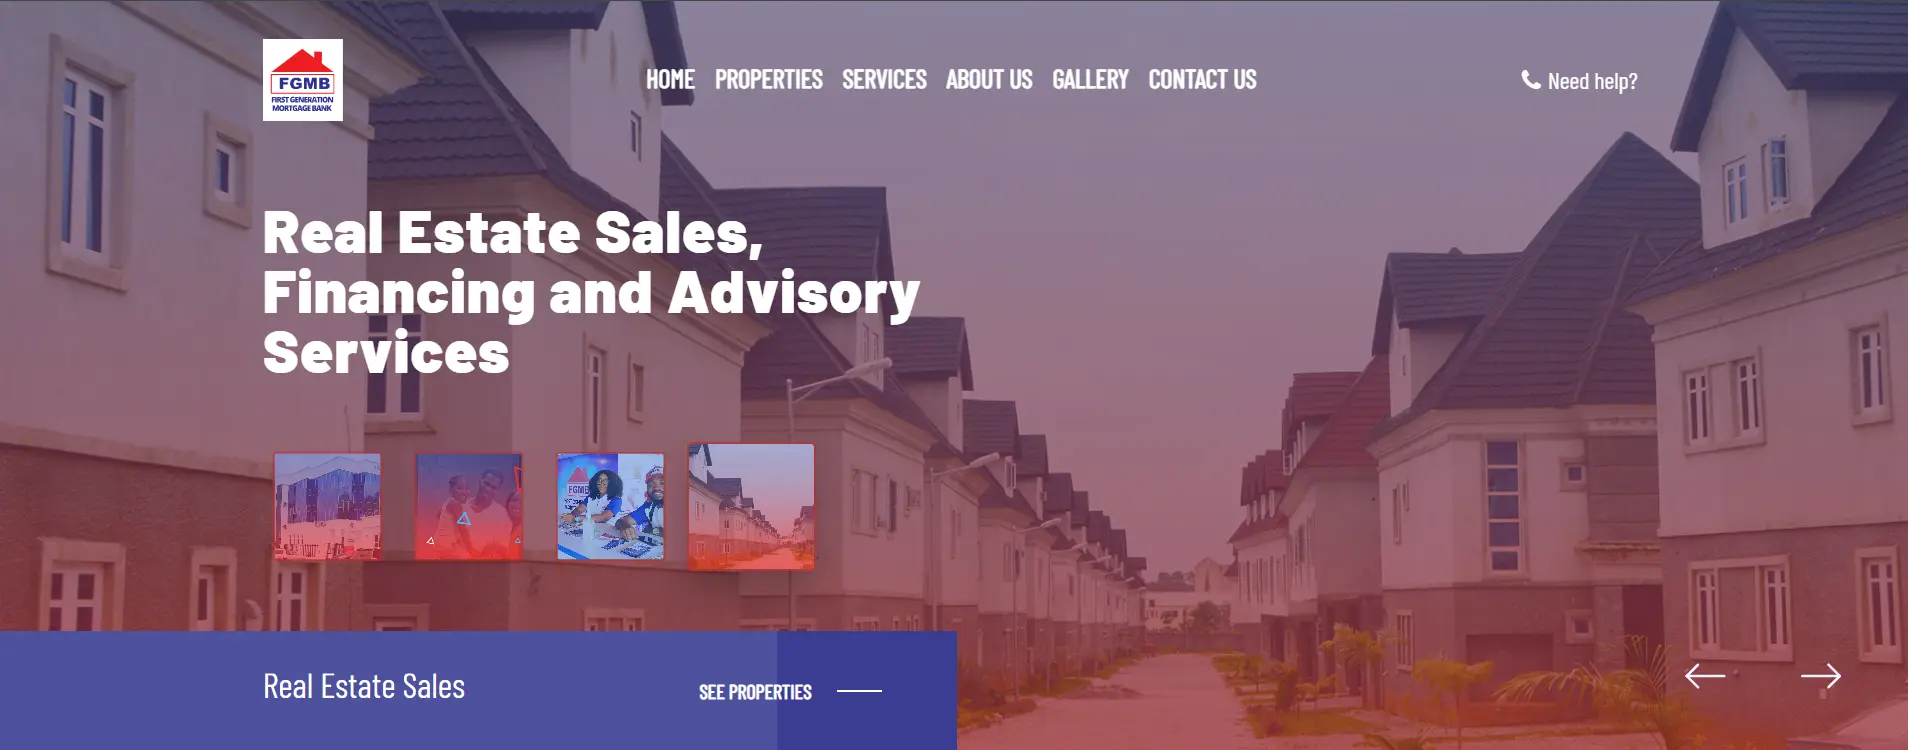 FGMB
FIRST GENERATION
MORTGAGE BANK
HOME PROPERTIES SERVICES ABOUT US GALLERY CONTACT US
Need help?
Real Estate Sales,
Financing and Advisory
Services
FGMB
Real Estate Sales
SEE PROPERTIES